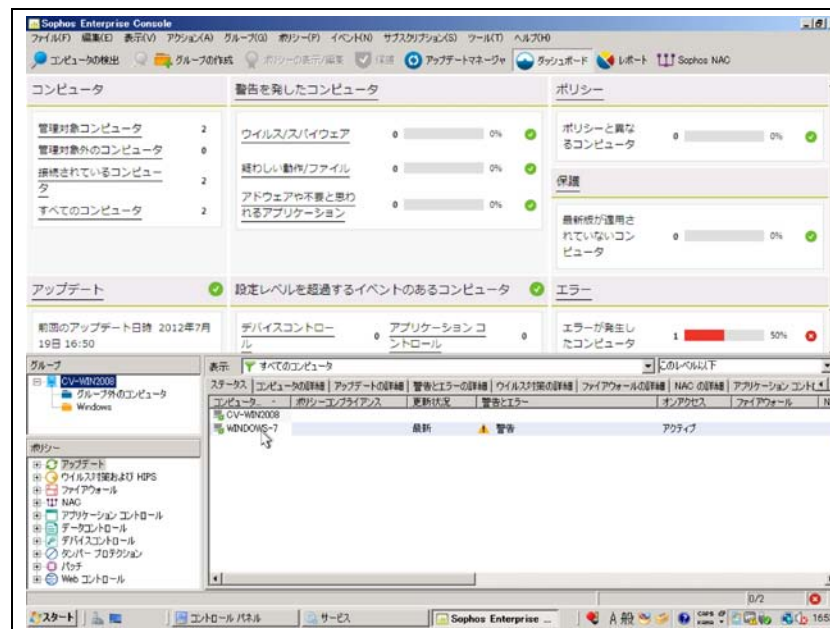 Sophos Enterprise Console
ファイル(F) 編集(E) 表示(V) アクション(A) グループ(G) ポリシー(P) イベント(N) サブスクリプション(S) ツール(T) ヘルプ(H)
コンピュータの検出 グループの作成 ポリシーの表示/編集 保護 アップデートマネージャ ダッシュボード レポート Sophos NAC
コンピュータ
管理対象コンピュータ 2
管理対象外のコンピュータ 0
接続されているコンピュー
タ 2
すべてのコンピュータ 2
警告を発したコンピュータ
ウイルス/スパイウェア 0 0%
疑わしい動作/ファイル 0 0%
アドウェアや不要と思わ
れるアプリケーション 0 0%
ポリシー
ポリシーと異な
るコンピュータ 0 0%
保護
最新版が適用さ
れていないコン
ピュータ 0 0%
アップデート
前回のアップデート日時 2012年7月
19日 16:50
設定レベルを超過するイベントのあるコンピュータ
デバイスコントロー
ル 0
アプリケーション コ
ントロール 0
エラー
エラーが発生し
たコンピュータ 1 50%
グループ
CV-WIN2008
グループ外のコンピュータ
Windows
ポリシー
アップデート
ウイルス対策および HIPS
ファイアウォール
NAC
アプリケーション コントロール
データコントロール
デバイスコントロール
タンパー プロテクション
パッチ
Web コントロール
表示: すべてのコンピュータ このレベル以下
ステータス コンピュータの詳細 アップデートの詳細 警告とエラーの詳細 ウイルス対策の詳細 ファイアウォールの詳細 NAC の詳細 アプリケーション コントロ
コンピュータ... ポリシーコンプライアンス 更新状況 警告とエラー オンアクセス ファイアウォール N
CV-WIN2008
WINDOWS-7 最新 警告 アクティブ
0/2
スタート コントロール パネル サービス Sophos Enterprise ... A 般 CAPS KANA 165